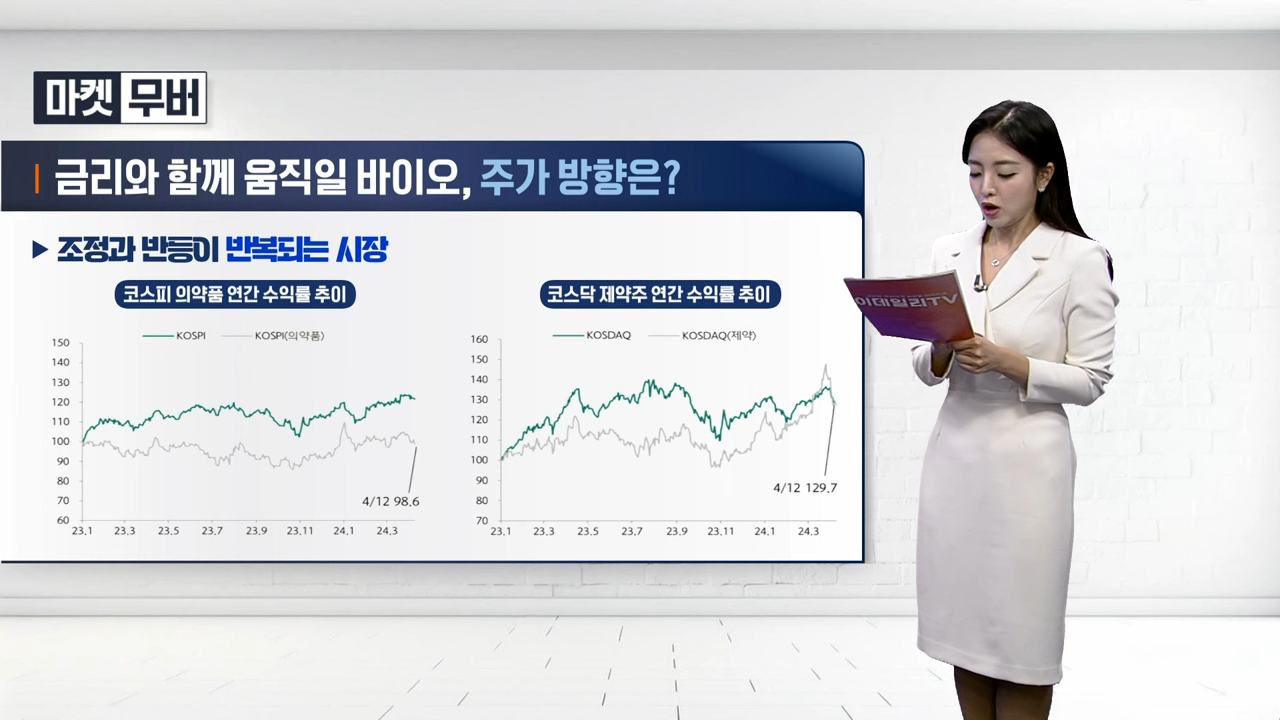 마켓 무버
금리와 함께 움직일 바이오, 주가 방향은?
▶ 조정과 반등이 반복되는 시장
코스피 의약품 연간 수익률 추이
KOSPI KOSPI(의약품)
150
140
130
120
110
100
90
80
70
60
4/12 98.6
23.1 23.3 23.5 23.7 23.9 23.11 24.1 24.3
코스닥 제약주 연간 수익률 추이
KOSDAQ KOSDAQ(제약)
160
150
140
130
120
110
100
90
80
70
4/12 129.7
23.1 23.3 23.5 23.7 23.9 23.11 24.1 24.3
이데일리TV